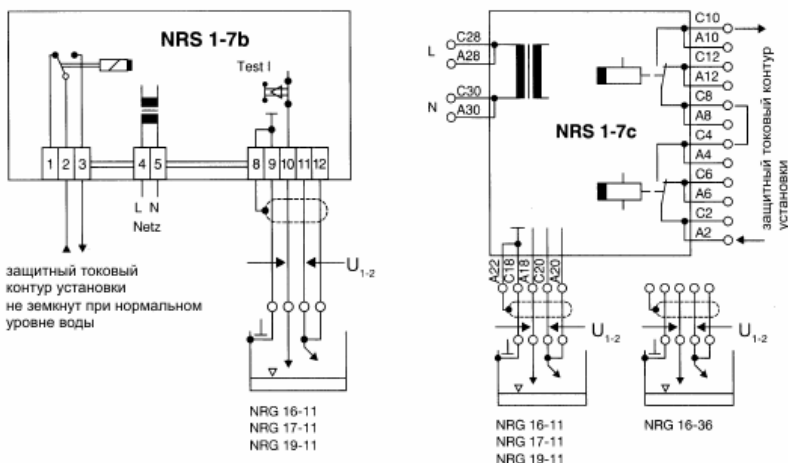 NRS 1-7b
Test I
1 2 3 4 5 8 9 10 11 12
L N
Netz
U1-2
защитный токовый
контур установки
не земкнут при нормальном
уровне воды
NRG 16-11
NRG 17-11
NRG 19-11
L
N
C28
A28
C30
A30
NRS 1-7c
C10
A10
C12
A12
C8
A8
C4
A4
C6
A6
C2
A2
защитный токовый контур
установки
A22
C18
A18
C20
A20
U1-2
U1-2
NRG 16-11
NRG 17-11
NRG 19-11
NRG 16-36